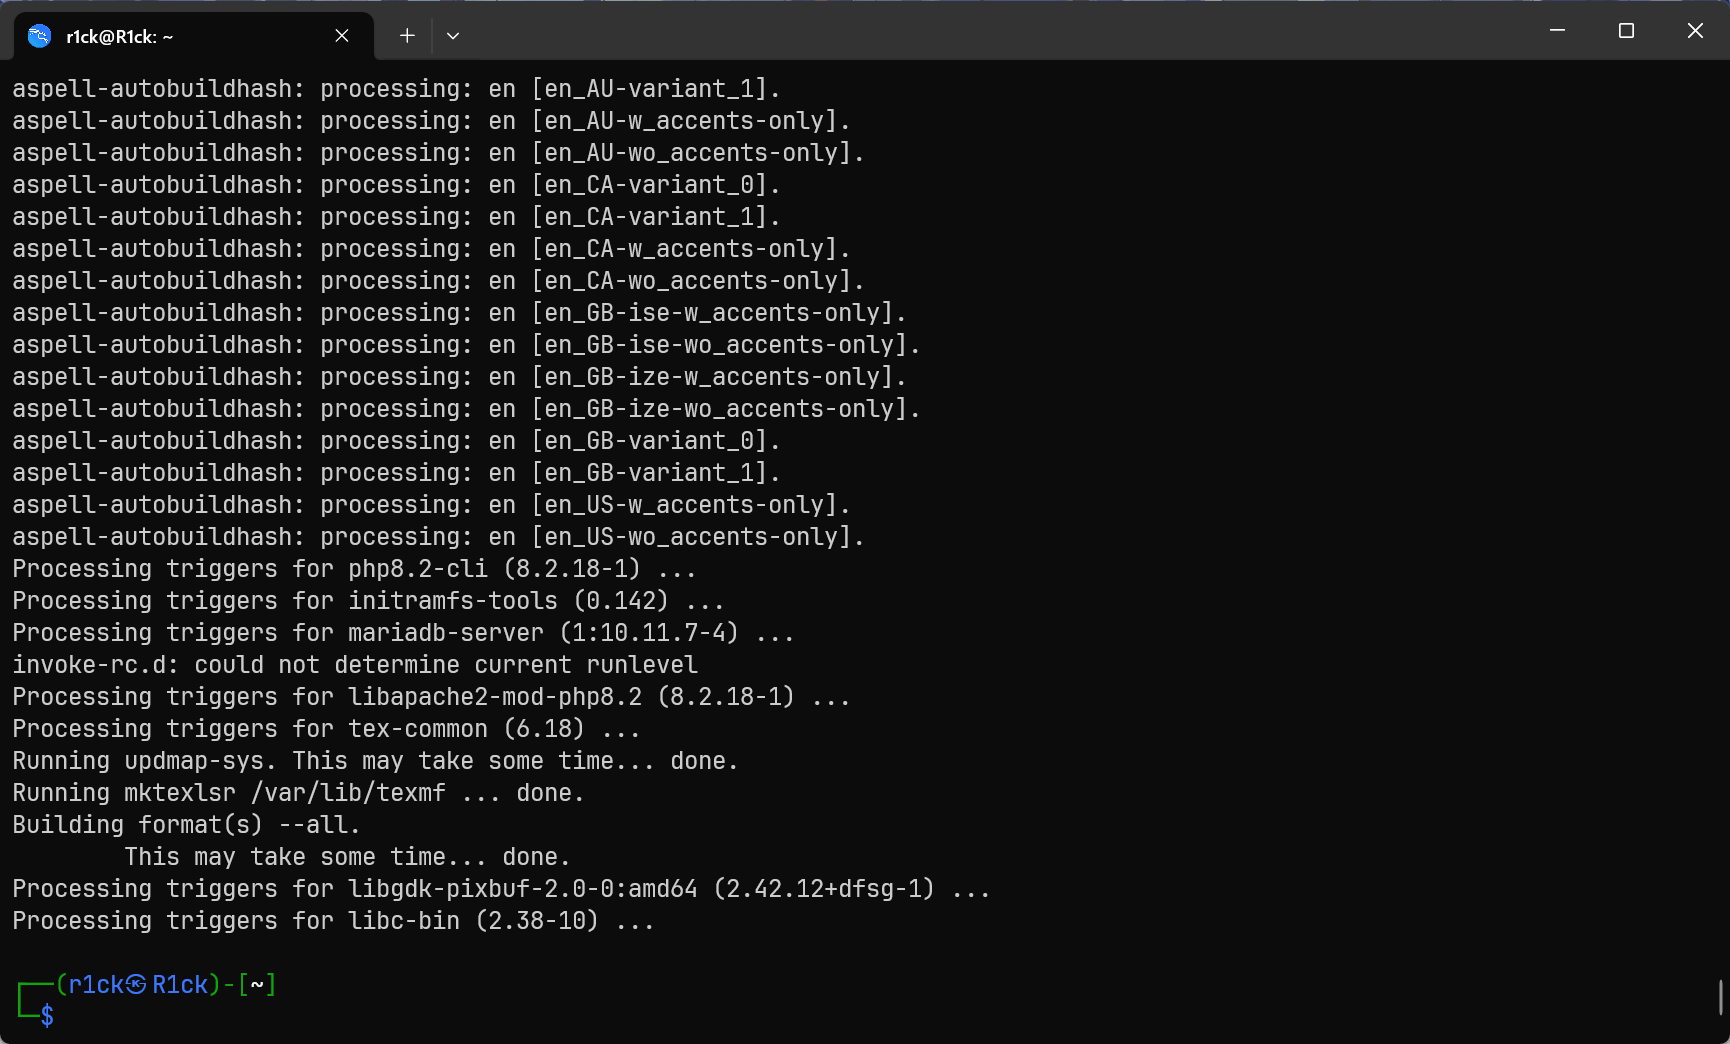 r1ck@R1ck: ~
aspell-autobuildhash: processing: en [en_AU-variant_1].
aspell-autobuildhash: processing: en [en_AU-w_accents-only].
aspell-autobuildhash: processing: en [en_AU-wo_accents-only].
aspell-autobuildhash: processing: en [en_CA-variant_0].
aspell-autobuildhash: processing: en [en_CA-variant_1].
aspell-autobuildhash: processing: en [en_CA-w_accents-only].
aspell-autobuildhash: processing: en [en_CA-wo_accents-only].
aspell-autobuildhash: processing: en [en_GB-ise-w_accents-only].
aspell-autobuildhash: processing: en [en_GB-ise-wo_accents-only].
aspell-autobuildhash: processing: en [en_GB-ize-w_accents-only].
aspell-autobuildhash: processing: en [en_GB-ize-wo_accents-only].
aspell-autobuildhash: processing: en [en_GB-variant_0].
aspell-autobuildhash: processing: en [en_GB-variant_1].
aspell-autobuildhash: processing: en [en_US-w_accents-only].
aspell-autobuildhash: processing: en [en_US-wo_accents-only].
Processing triggers for php8.2-cli (8.2.18-1) ...
Processing triggers for initramfs-tools (0.142) ...
Processing triggers for mariadb-server (1:10.11.7-4) ...
invoke-rc.d: could not determine current runlevel
Processing triggers for libapache2-mod-php8.2 (8.2.18-1) ...
Processing triggers for tex-common (6.18) ...
Running updmap-sys. This may take some time... done.
Running mktexlsr /var/lib/texmf ... done.
Building format(s) --all.
        This may take some time... done.
Processing triggers for libgdk-pixbuf-2.0-0:amd64 (2.42.12+dfsg-1) ...
Processing triggers for libc-bin (2.38-10) ...
┌──(r1ck㉿R1ck)-[~]
└─$